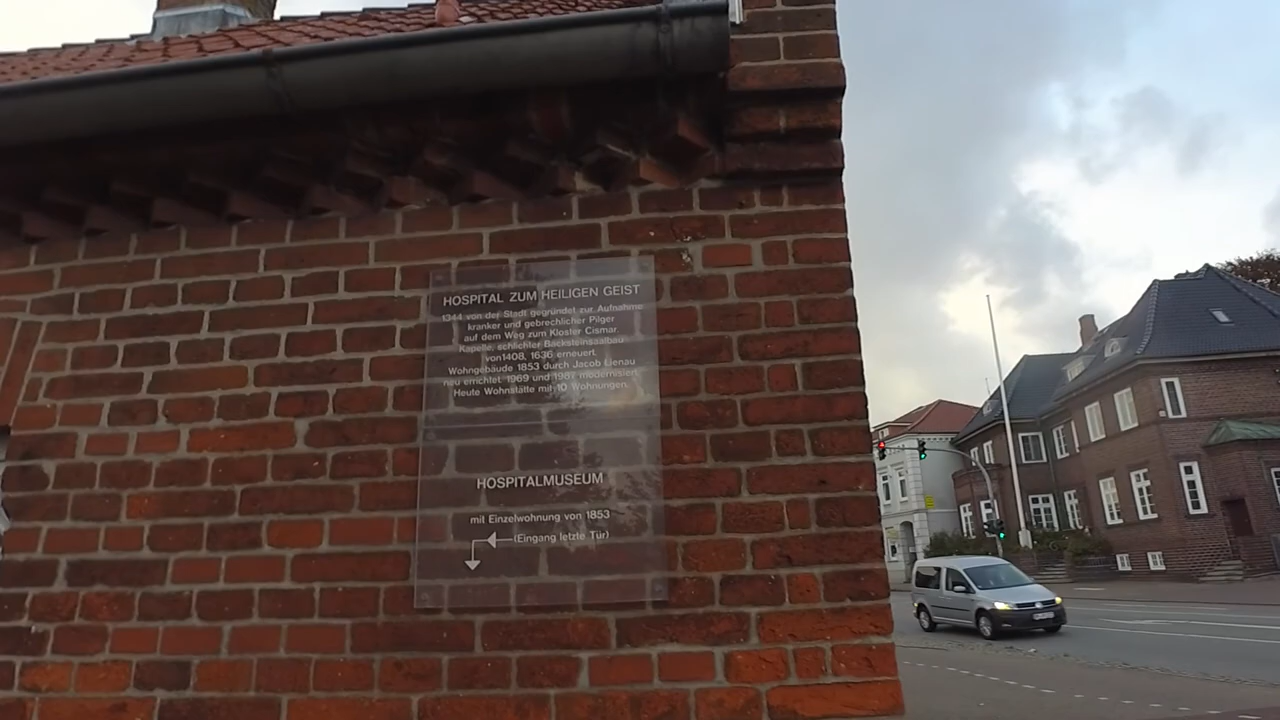 HOSPITAL ZUM HEILIGEN GEIST
1344 von der Stadt gegründet zur Aufnahme
kranker und gebrechlicher Pilger
auf dem Weg zum Kloster Cismar.
Kapelle, schlichter Backsteinsaalbau
von 1408, 1636 erneuert.
Wohngebäude 1853 durch Jacob Lienau
neu errichtet, 1969 und 1987 modernisiert.
Heute Wohnstätte mit 10 Wohnungen.
HOSPITALMUSEUM
mit Einzelwohnung von 1853
(Eingang letzte Tür)